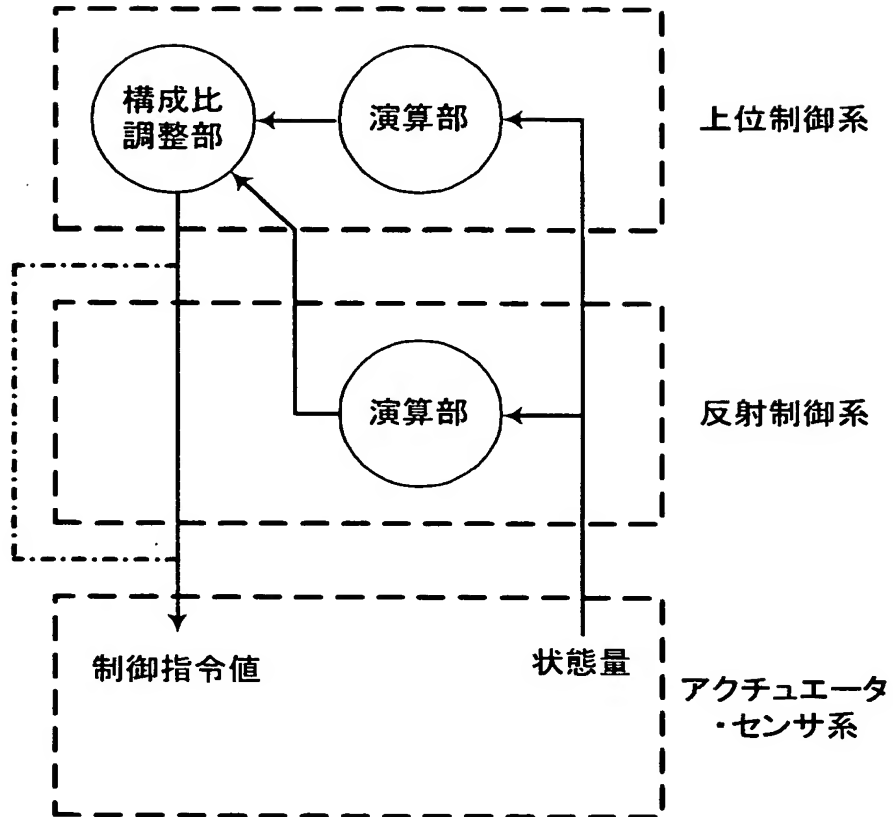 構成比
調整部
演算部
上位制御系
演算部
反射制御系
制御指令値
状態量
アクチュエータ
・センサ系